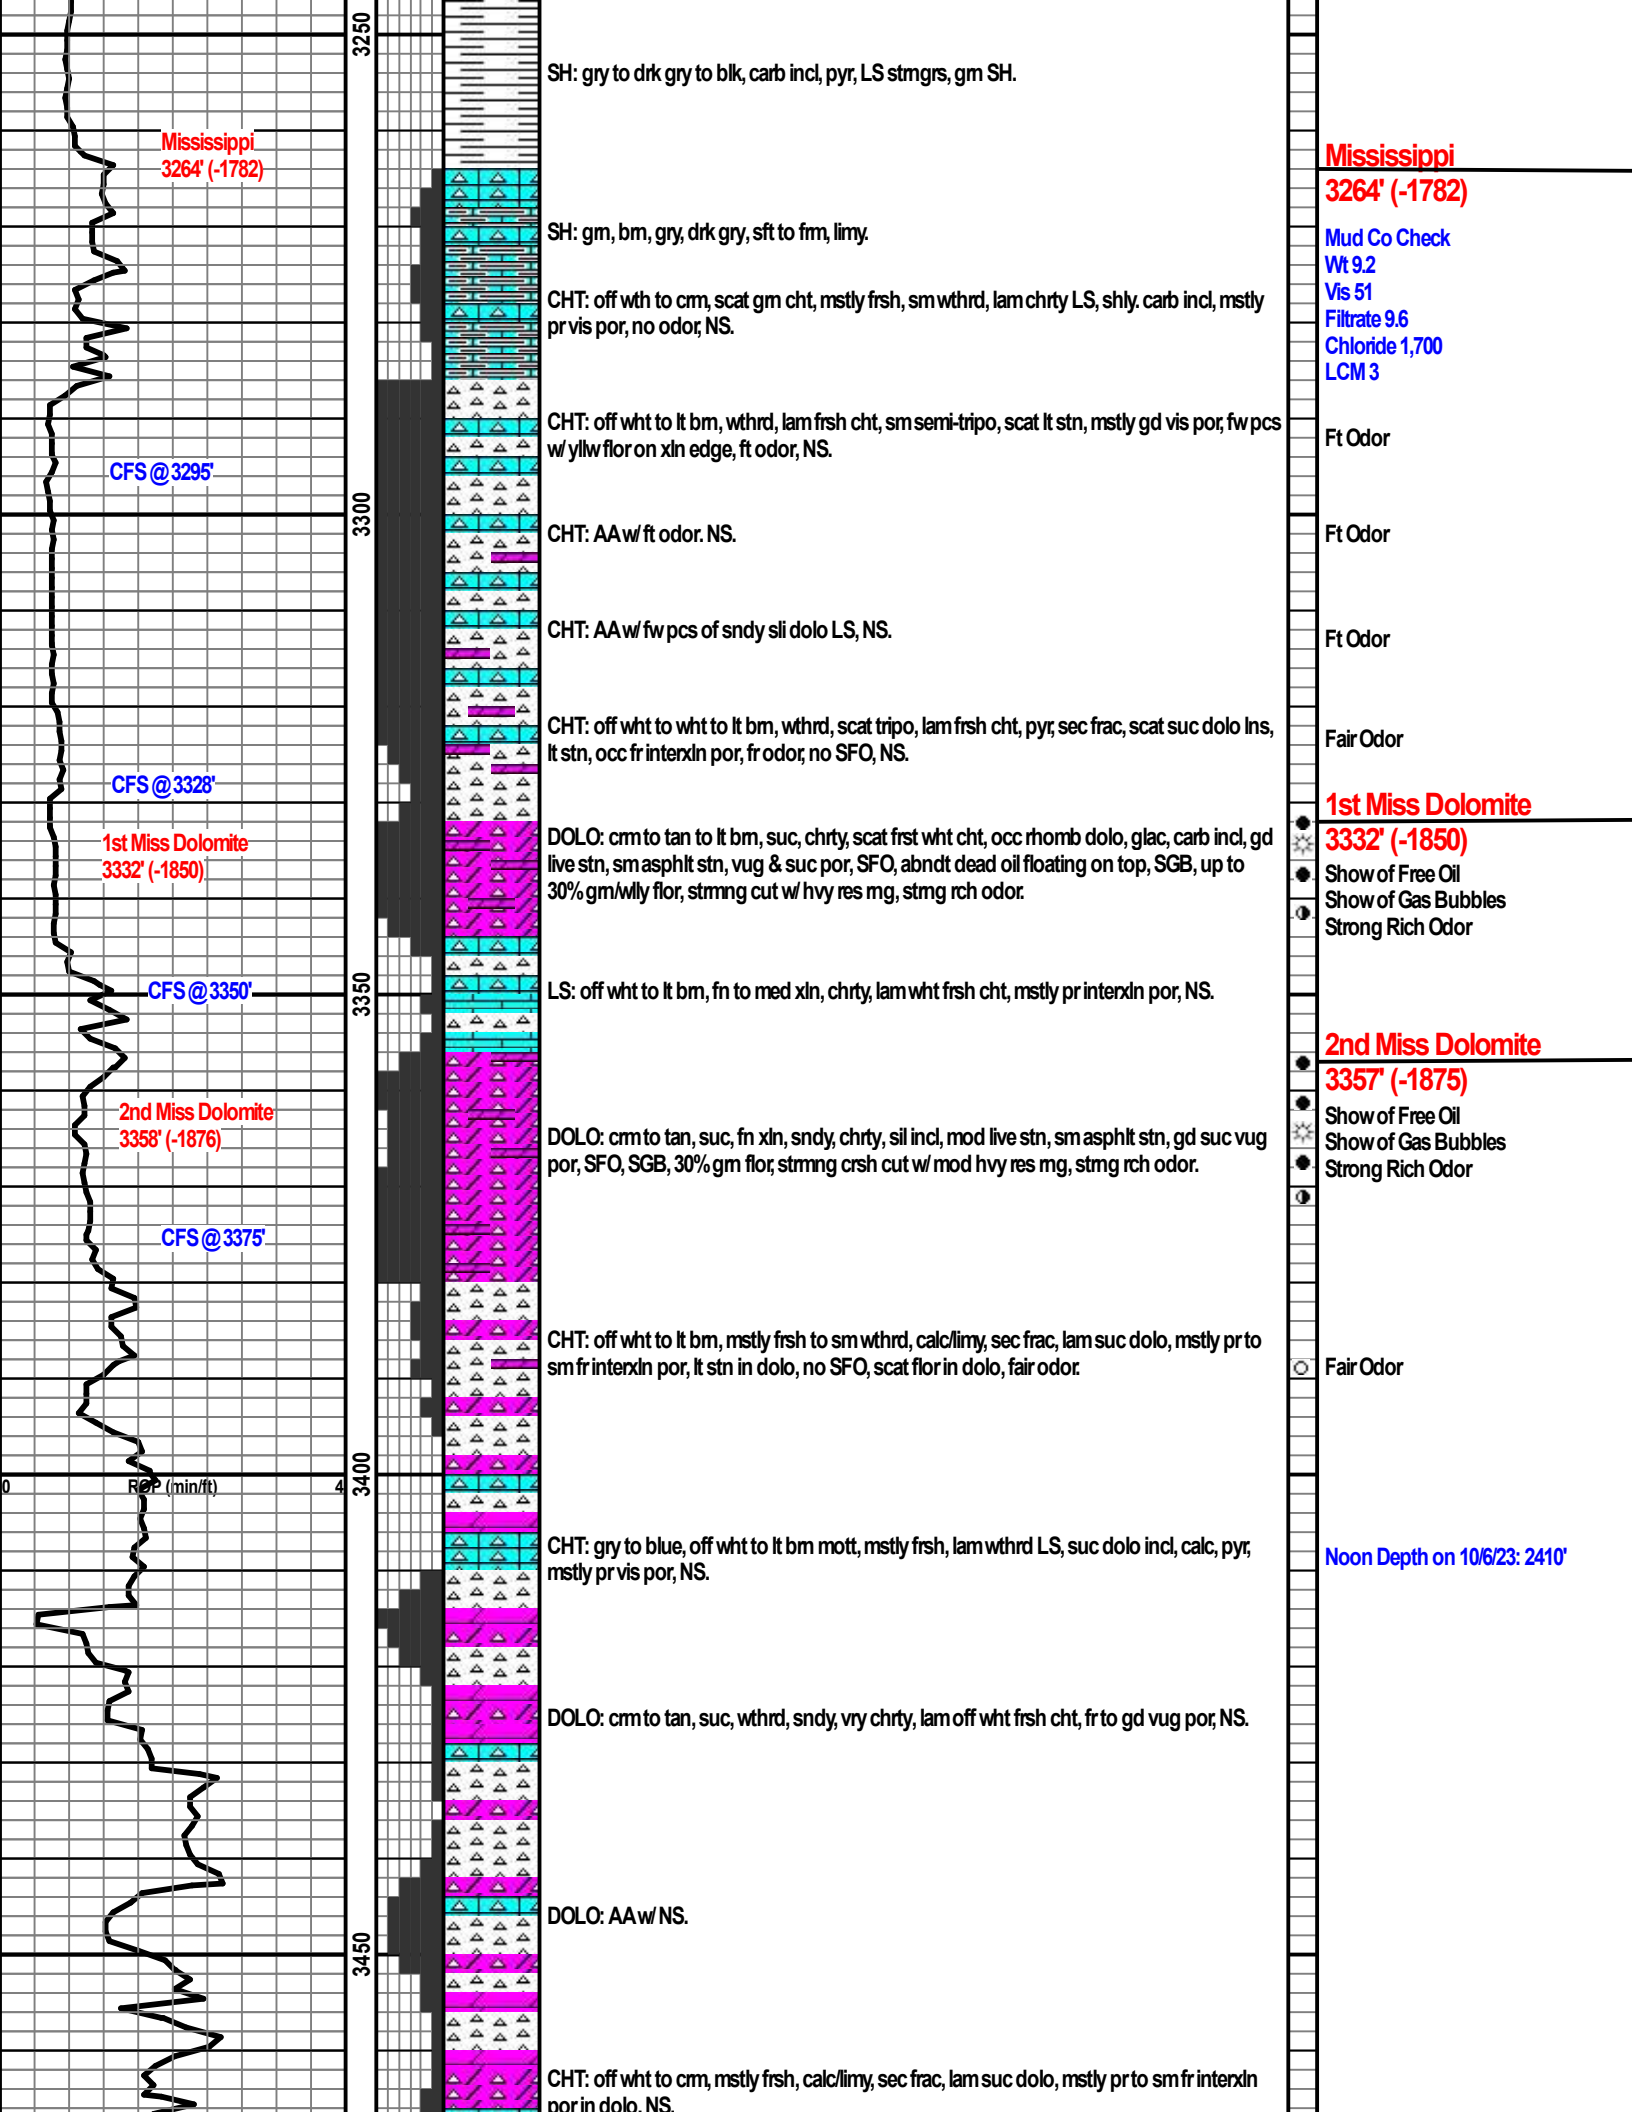 3250
SH: gry to drk gry to blk, carb incl, pyr, LS strngrs, grn SH.
Mississippi
3264' (-1782)
Mississippi
3264' (-1782)
SH: grn, brn, gry, drk gry, sft to frm, limy.
Mud Co Check
Wt 9.2
Vis 51
Filtrate 9.6
Chloride 1,700
LCM 3
CHT: off wth to crm, scat grn cht, mstly frsh, sm wthrd, lam chrty LS, shly. carb incl, mstly
pr vis por, no odor, NS.
CHT: off wht to lt brn, wthrd, lam frsh cht, sm semi-tripo, scat lt stn, mstly gd vis por, fw pcs
w/ yllw flor on xln edge, ft odor, NS.
Ft Odor
CFS @ 3295'
3300
CHT: AA w/ ft odor. NS.
Ft Odor
CHT: AA w/ fw pcs of sndy sli dolo LS, NS.
Ft Odor
CHT: off wht to wht to lt brn, wthrd, scat tripo, lam frsh cht, pyr, sec frac, scat suc dolo lns,
lt stn, occ fr interxln por, fr odor, no SFO, NS.
Fair Odor
CFS @ 3328'
1st Miss Dolomite
3332' (-1850)
1st Miss Dolomite
3332' (-1850)
DOLO: crm to tan to lt brn, suc, chrty, scat frst wht cht, occ rhomb dolo, glac, carb incl, gd
live stn, sm asphlt stn, vug & suc por, SFO, abndt dead oil floating on top, SGB, up to
30% grn/wlly flor, strmng cut w/ hvy res rng, strng rch odor.
Show of Free Oil
Show of Gas Bubbles
Strong Rich Odor
CFS @ 3350'
3350
LS: off wht to lt brn, fn to med xln, chrty, lam wht frsh cht, mstly pr interxln por, NS.
2nd Miss Dolomite
3357' (-1875)
2nd Miss Dolomite
3358' (-1876)
DOLO: crm to tan, suc, fn xln, sndy, chrty, sil incl, mod live stn, sm asphlt stn, gd suc vug
por, SFO, SGB, 30% grn flor, strmng crsh cut w/ mod hvy res rng, strng rch odor.
Show of Free Oil
Show of Gas Bubbles
Strong Rich Odor
CFS @ 3375'
CHT: off wht to lt brn, mstly frsh to sm wthrd, calc/limy, sec frac, lam suc dolo, mstly pr to
sm fr interxln por, lt stn in dolo, no SFO, scat flor in dolo, fair odor.
Fair Odor
3400
0 ROP (min/ft) 4
CHT: gry to blue, off wht to lt brn mott, mstly frsh, lam wthrd LS, suc dolo incl, calc, pyr,
mstly pr vis por, NS.
Noon Depth on 10/6/23: 2410'
DOLO: crm to tan, suc, wthrd, sndy, vry chrty, lam off wht frsh cht, fr to gd vug por, NS.
DOLO: AA w/ NS.
3450
CHT: off wht to crm, mstly frsh, calc/limy, sec frac, lam suc dolo, mstly pr to sm fr interxln
por in dolo, NS.